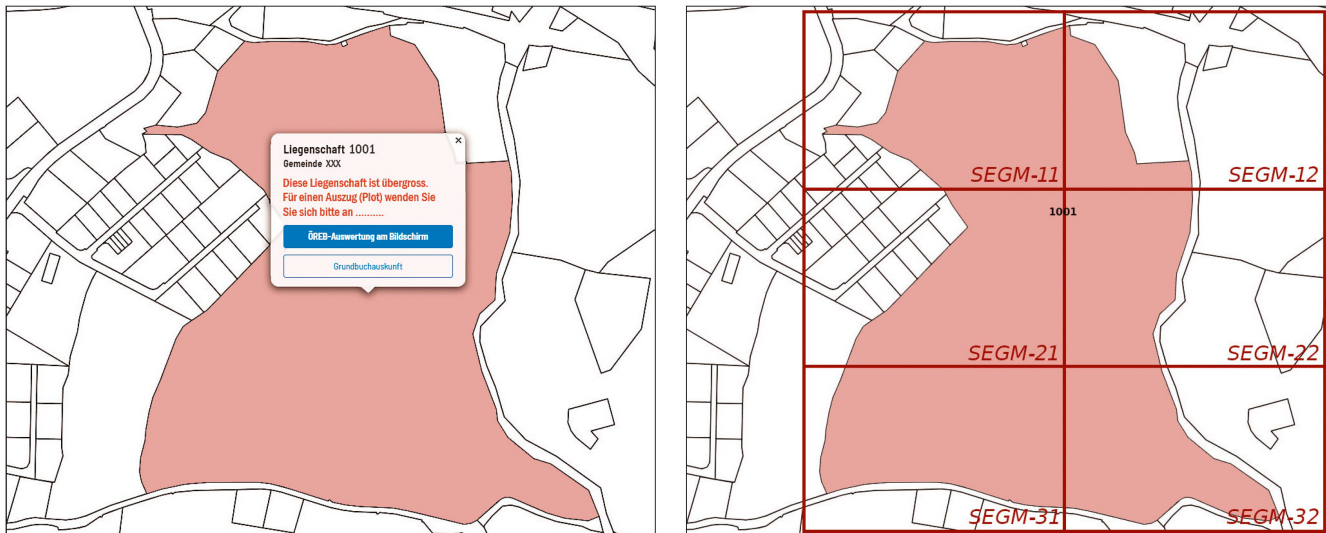 Liegenschaft 1001
Gemeinde XXX
Diese Liegenschaft ist übergross.
Für einen Auszug (Plot) wenden Sie
Sie sich bitte an ..........
ÖREB-Auswertung am Bildschirm
Grundbuchauskunft
SEGM-11
SEGM-12
1001
SEGM-21
SEGM-22
SEGM-31
SEGM-32